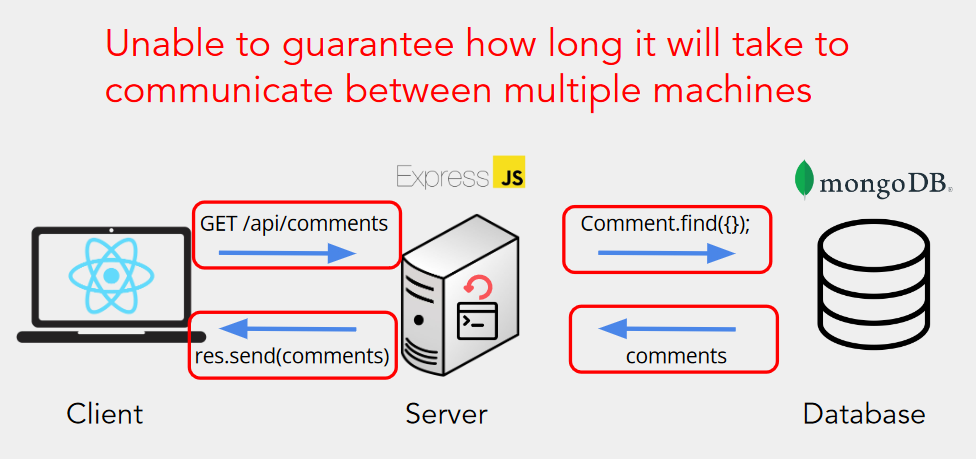 Unable to guarantee how long it will take to
communicate between multiple machines
Express JS
mongoDB®
GET /api/comments
Comment.find({});
res.send(comments)
comments
Client
Server
Database